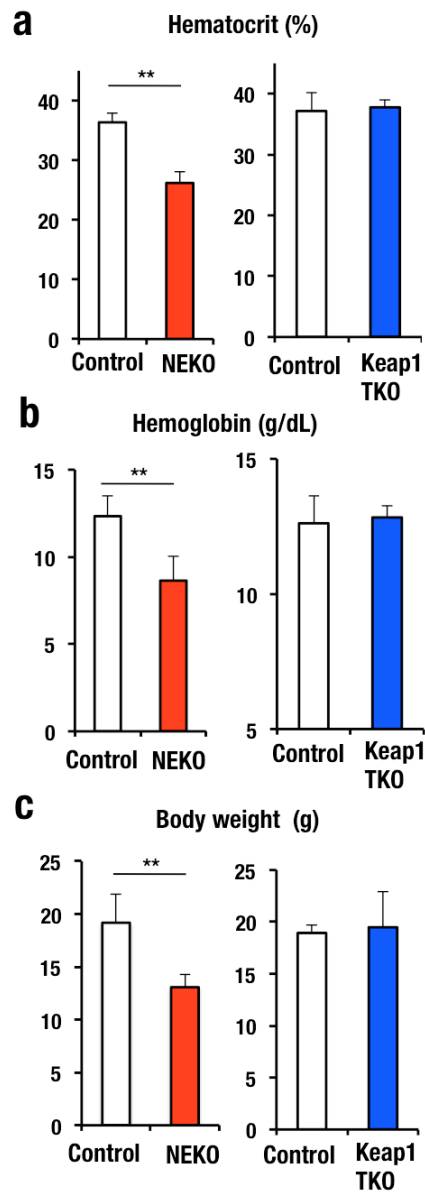 a
Hematocrit (%)
**
40
30
20
10
0
Control NEKO
40
30
20
10
0
Control Keap1
TKO
b
Hemoglobin (g/dL)
**
15
10
5
0
Control NEKO
15
10
5
Control Keap1
TKO
c
Body weight (g)
**
25
20
15
10
5
0
Control NEKO
25
20
15
10
5
0
Control Keap1
TKO